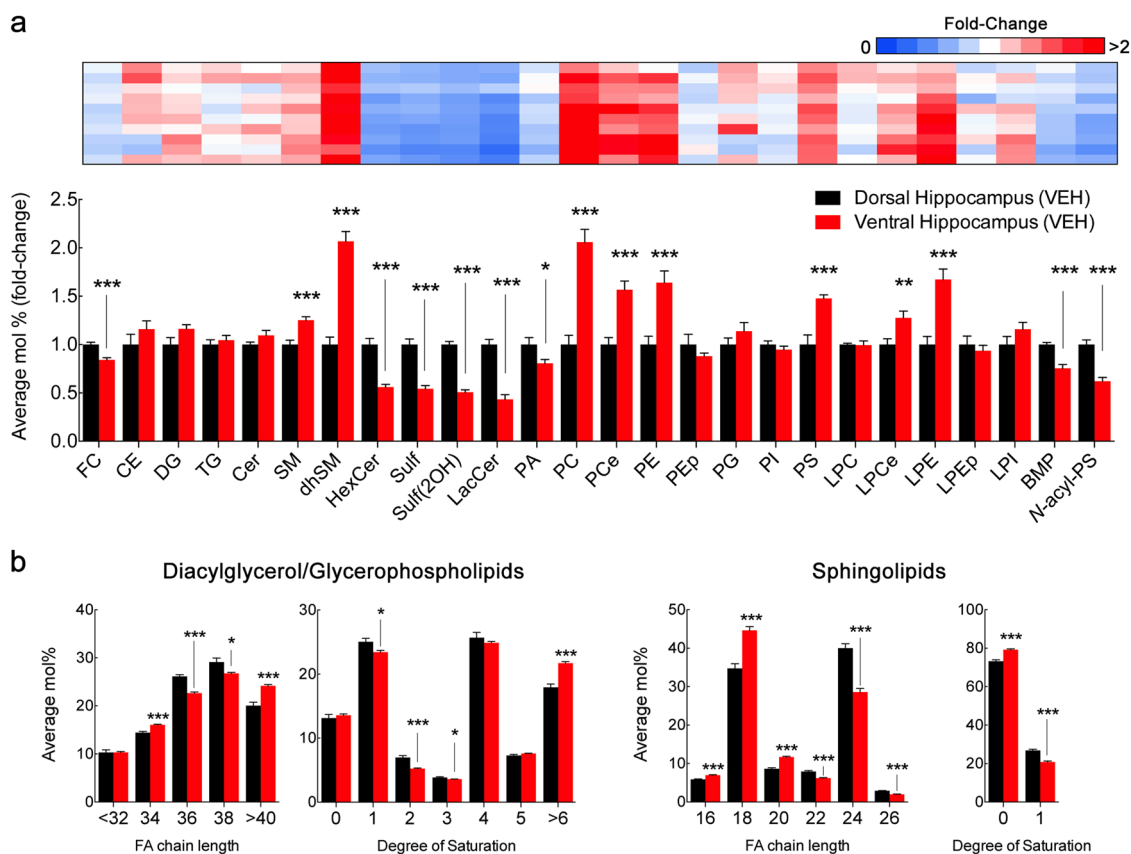 a
Fold-Change
0 >2
Average mol % (fold-change)
2.5
2.0
1.5
1.0
0.5
0.0
Dorsal Hippocampus (VEH)
Ventral Hippocampus (VEH)
*** *** *** *** *** *** *** * *** *** *** *** ** *** *** ***
FC CE DG TG Cer SM dhSM HexCer Sulf Sulf(2OH) LacCer PA PC PCe PE PEp PG PI PS LPC LPCe LPE LPEp LPI BMP N-acyl-PS
b
Diacylglycerol/Glycerophospholipids
Average mol%
40
30
20
10
0
*** *** * ***
<32 34 36 38 >40
FA chain length
30
20
10
0
* *** * ***
0 1 2 3 4 5 >6
Degree of Saturation
Sphingolipids
Average mol%
50
40
30
20
10
0
*** *** *** *** *** ***
16 18 20 22 24 26
FA chain length
100
80
60
40
20
0
*** ***
0 1
Degree of Saturation